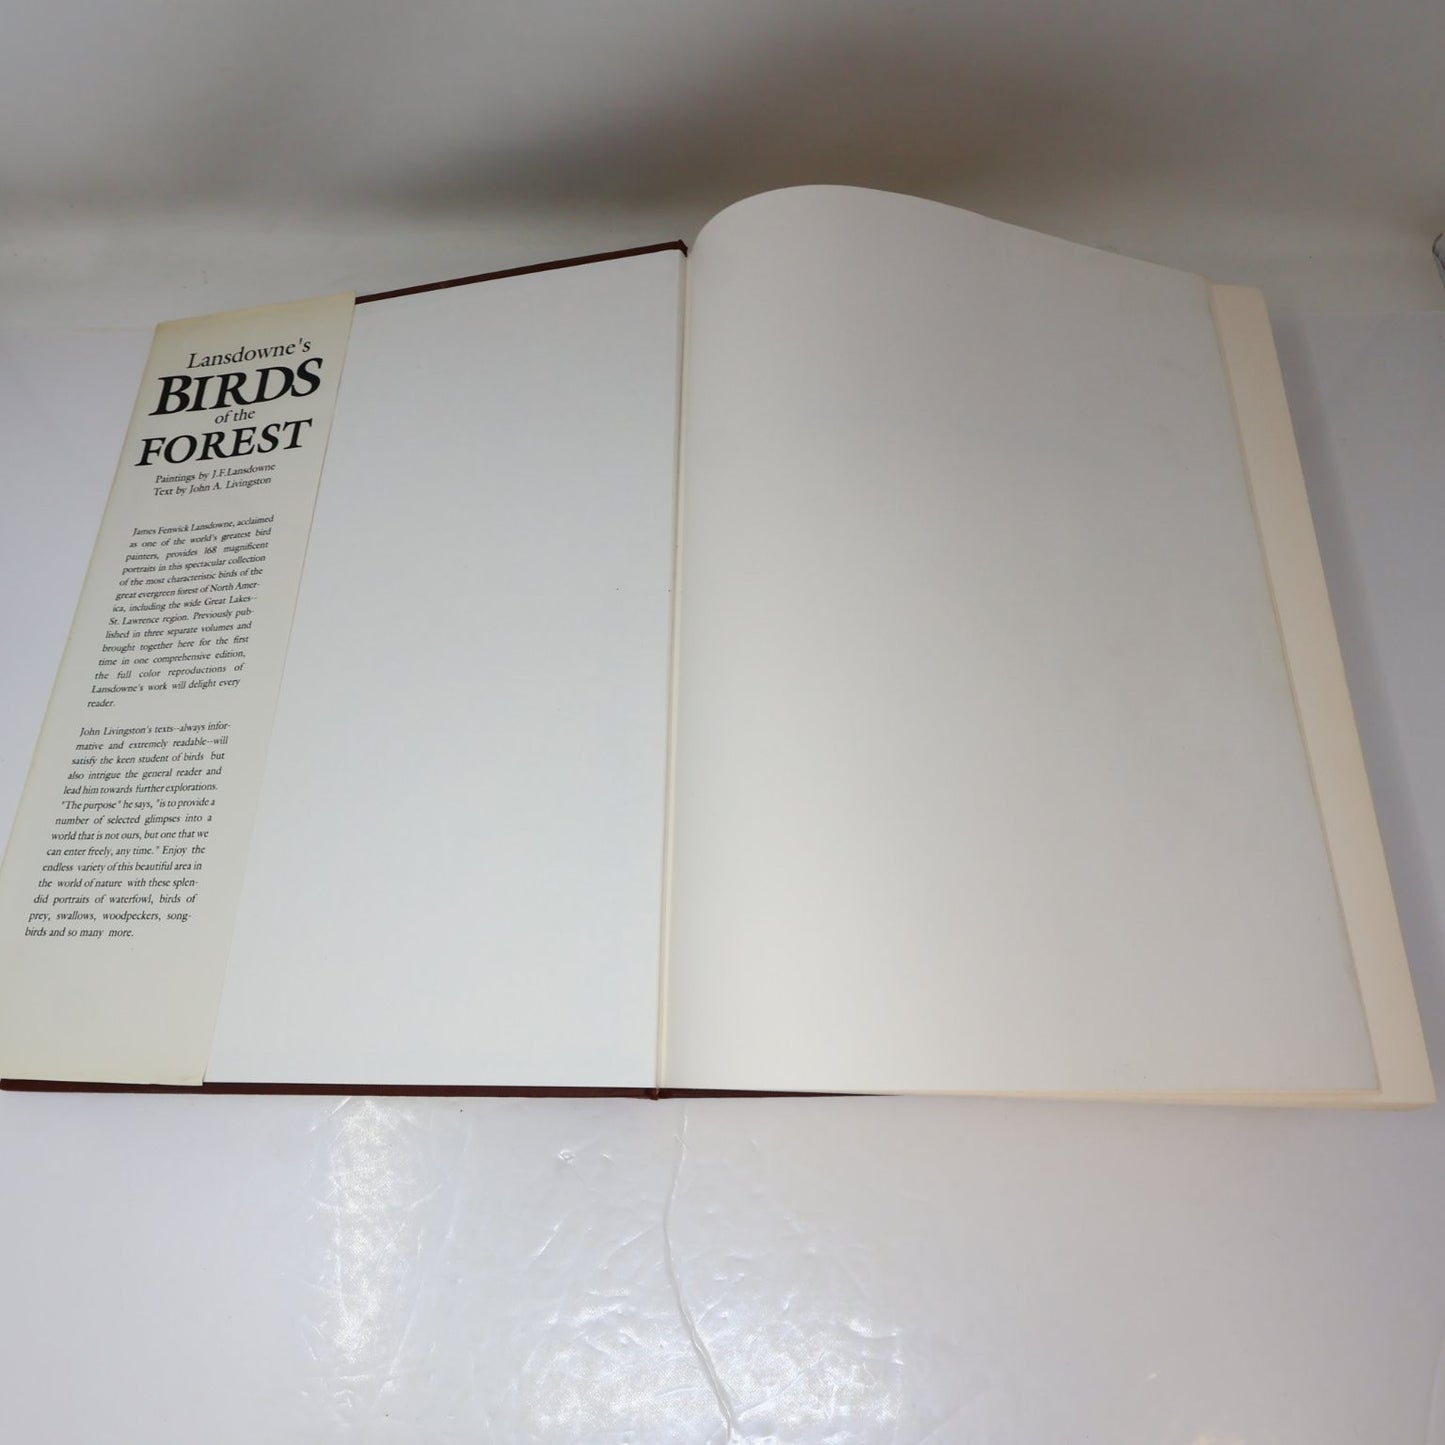 Lansdowne's
BIRDS
of the
FOREST
Paintings by J.F.Lansdowne
Text by John A. Livingston
James Fenwick Lansdowne, acclaimed
as one of the world's greatest bird
painters, provides 168 magnificent
portraits in this spectacular collection
of the most characteristic birds of the
great evergreen forest of North Amer-
ica, including the wide Great Lakes--
St. Lawrence region. Previously pub-
lished in three separate volumes and
brought together here for the first
time in one comprehensive edition,
the full color reproductions of
Lansdowne's work will delight every
reader.
John Livingston's texts--always infor-
mative and extremely readable--will
satisfy the keen student of birds but
also intrigue the general reader and
lead him towards further explorations.
"The purpose" he says, "is to provide a
number of selected glimpses into a
world that is not ours, but one that we
can enter freely, any time." Enjoy the
endless variety of this beautiful area in
the world of nature with these splen-
did portraits of waterfowl, birds of
prey, swallows, woodpeckers, song-
birds and so many more.